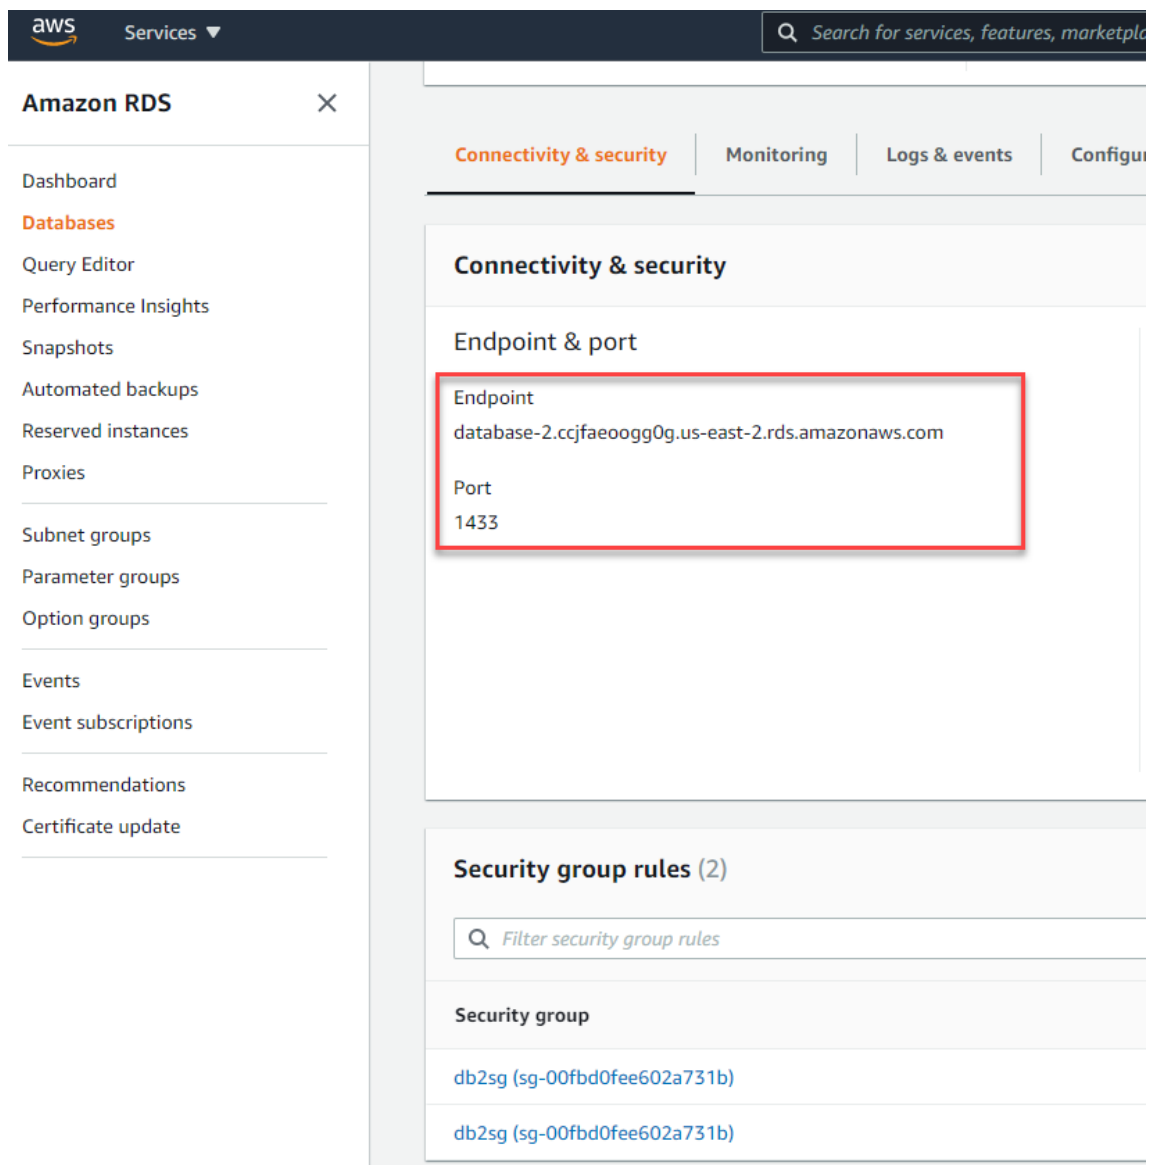 aws
Services ▼
Search for services, features, marketpla
Amazon RDS
Dashboard
Databases
Query Editor
Performance Insights
Snapshots
Automated backups
Reserved instances
Proxies
Subnet groups
Parameter groups
Option groups
Events
Event subscriptions
Recommendations
Certificate update
Connectivity & security
Monitoring
Logs & events
Configur
Connectivity & security
Endpoint & port
Endpoint
database-2.ccjfaeoogg0g.us-east-2.rds.amazonaws.com
Port
1433
Security group rules (2)
Filter security group rules
Security group
db2sg (sg-00fbd0fee602a731b)
db2sg (sg-00fbd0fee602a731b)